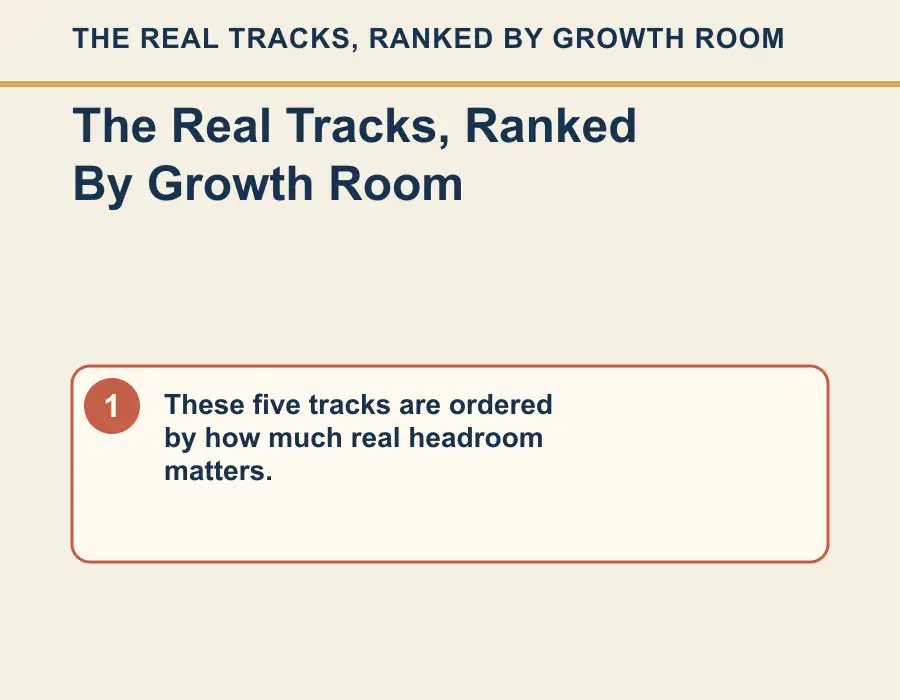 THE REAL TRACKS, RANKED BY GROWTH ROOM
The Real Tracks, Ranked
By Growth Room
1
These five tracks are ordered
by how much real headroom
matters.